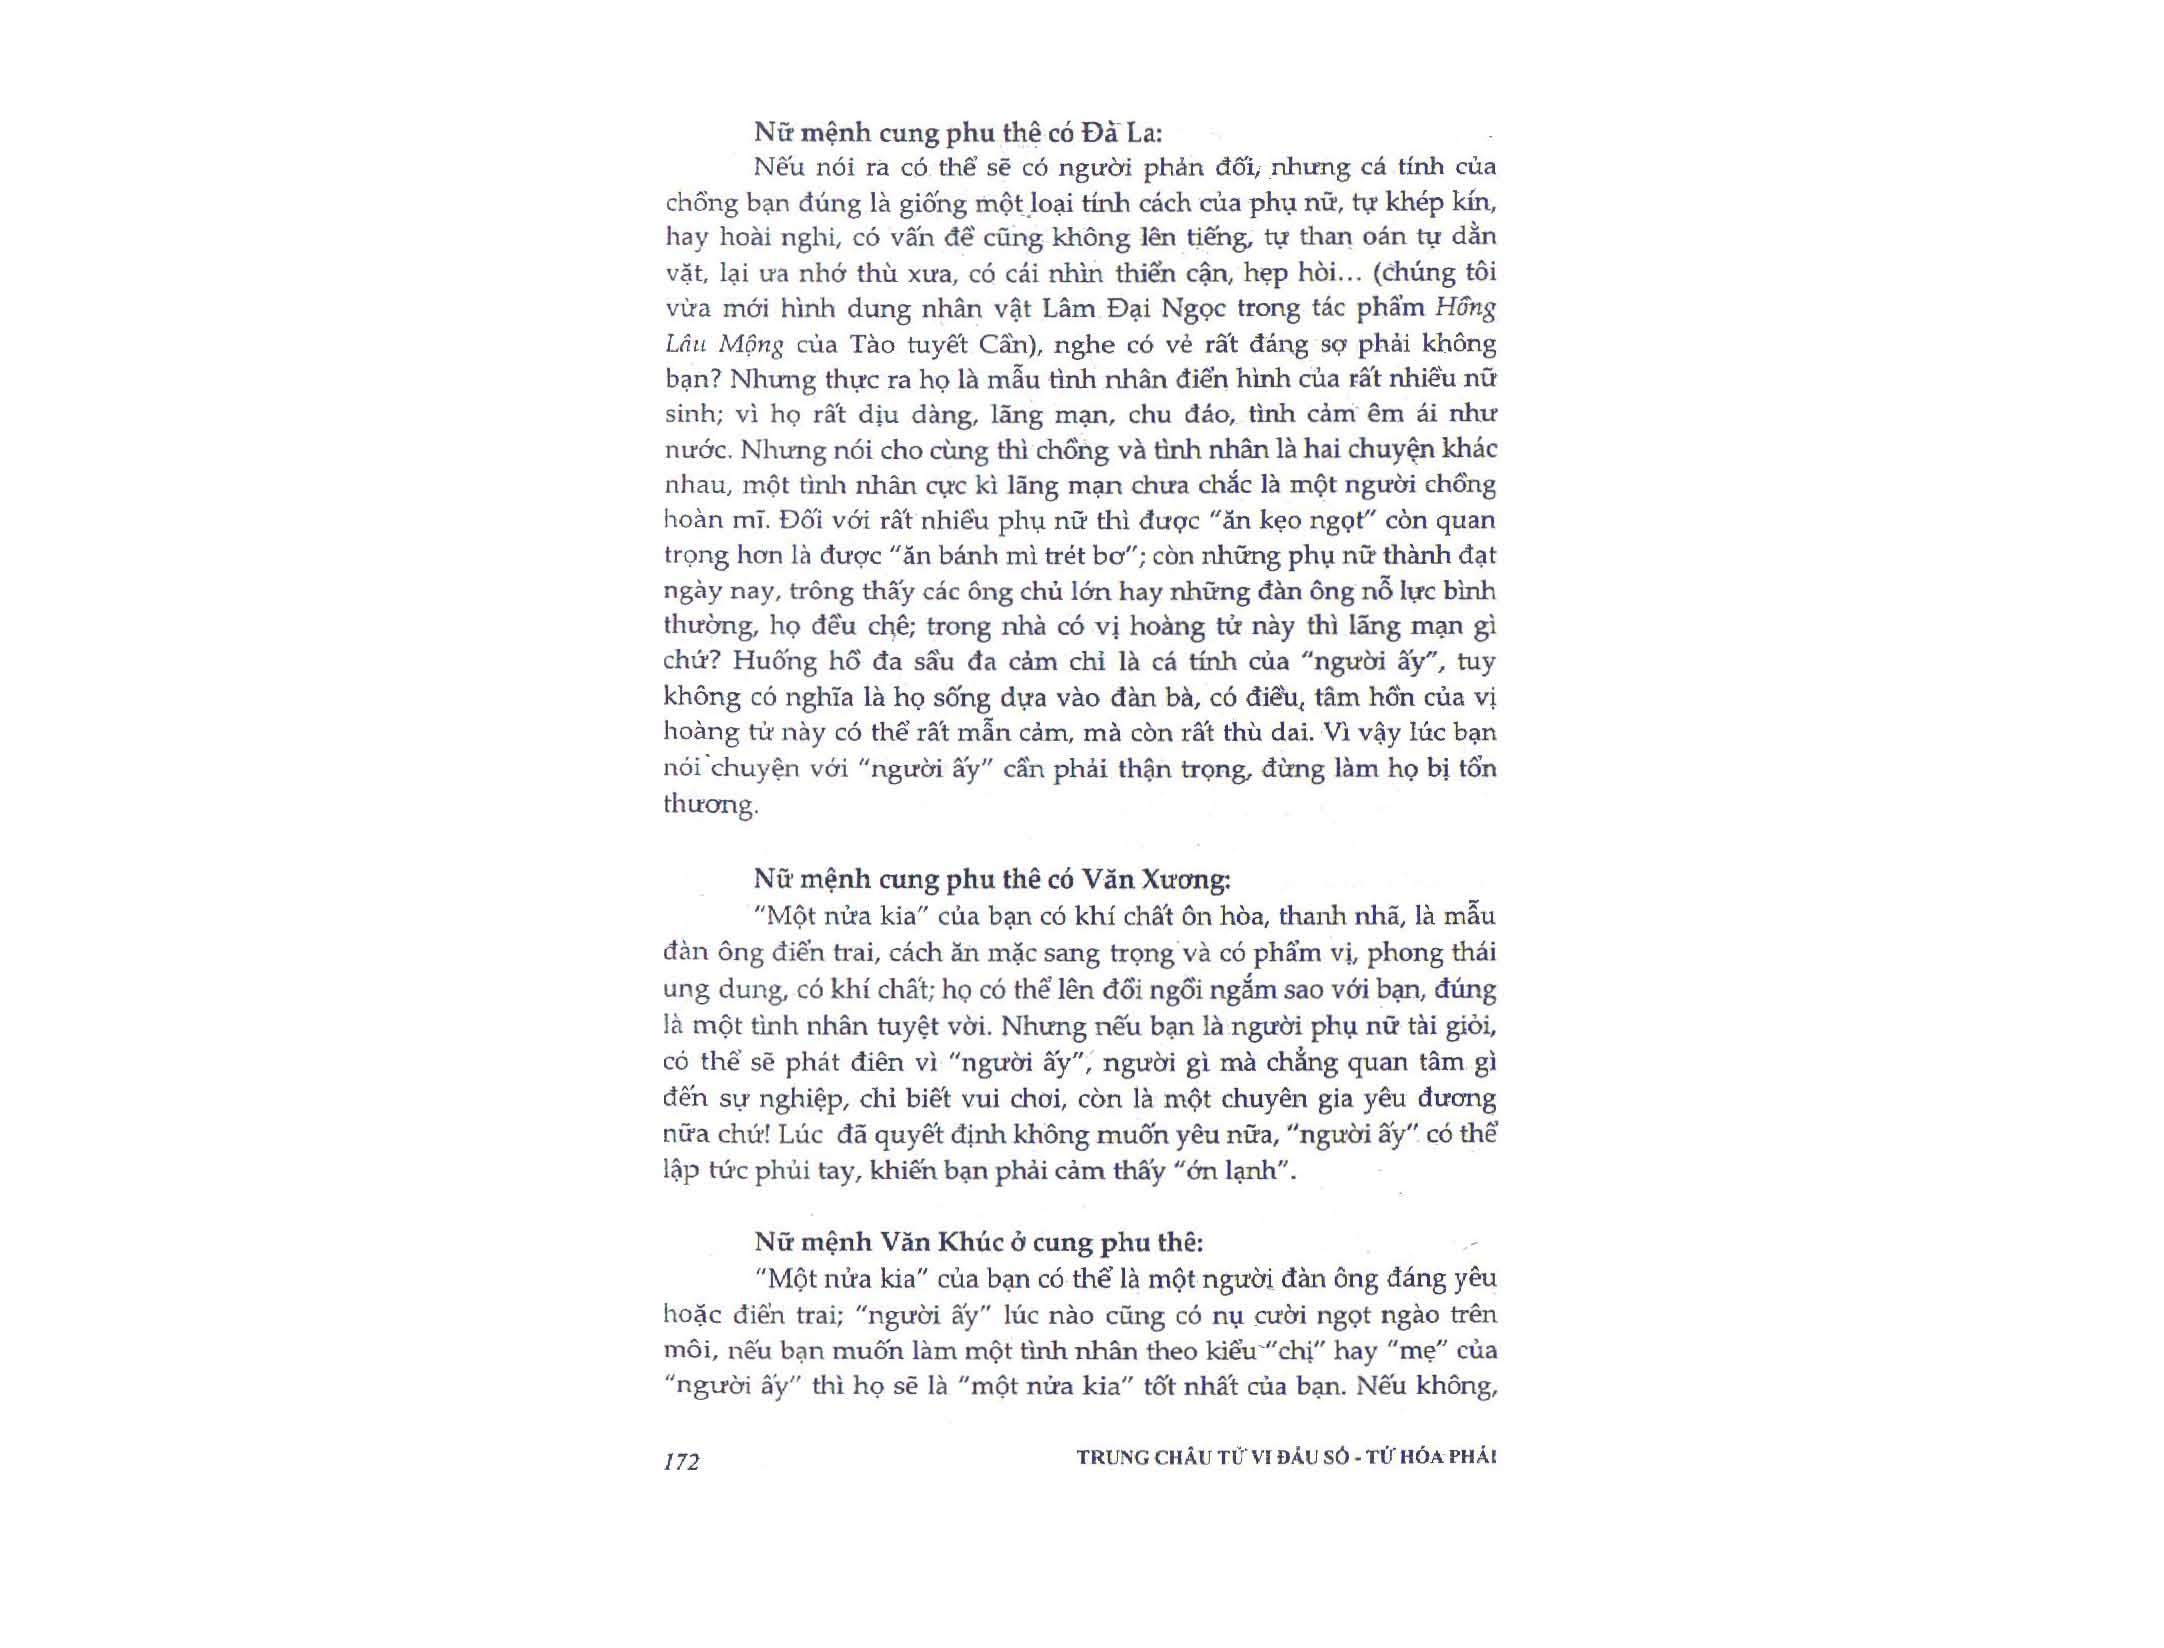 Nữ mệnh cung phu thê có Đà La:
Nếu nói ra có thể sẽ có người phản đối, nhưng cá tính của
chồng bạn đúng là giống một loại tính cách của phụ nữ, tự khép kín,
hay hoài nghi, có vấn đề cũng không lên tiếng, tự than oán tự dằn
vặt, lại ưa nhớ thù xưa, có cái nhìn thiển cận, hẹp hòi... (chúng tôi
vừa mới hình dung nhân vật Lâm Đại Ngọc trong tác phẩm Hồng
Lâu Mộng của Tào tuyết Cần), nghe có vẻ rất đáng sợ phải không
bạn? Nhưng thực ra họ là mẫu tình nhân điển hình của rất nhiều nữ
sinh; vì họ rất dịu dàng, lãng mạn, chu đáo, tình cảm êm ái như
nước. Nhưng nói cho cùng thì chồng và tình nhân là hai chuyện khác
nhau, một tình nhân cực kì lãng mạn chưa chắc là một người chồng
hoàn mĩ. Đối với rất nhiều phụ nữ thì được "ăn kẹo ngọt" còn quan
trọng hơn là được "ăn bánh mì trét bơ"; còn những phụ nữ thành đạt
ngày nay, trông thấy các ông chủ lớn hay những đàn ông nỗ lực bình
thường, họ đều chê; trong nhà có vị hoàng tử này thì lãng mạn gì
chứ? Huống hồ đa sầu đa cảm chỉ là cá tính của "người ấy", tuy
không có nghĩa là họ sống dựa vào đàn bà, có điều, tâm hồn của vị
hoàng tử này có thể rất mẫn cảm, mà còn rất thù dai. Vì vậy lúc bạn
nói chuyện với "người ấy" cần phải thận trọng, đừng làm họ bị tổn
thương.
Nữ mệnh cung phu thê có Văn Xương:
"Một nửa kia" của bạn có khí chất ôn hòa, thanh nhã, là mẫu
đàn ông điển trai, cách ăn mặc sang trọng và có phẩm vị, phong thái
ung dung, có khí chất; họ có thể lên đồi ngồi ngắm sao với bạn, đúng
là một tình nhân tuyệt vời. Nhưng nếu bạn là người phụ nữ tài giỏi,
có thể sẽ phát điên vì "người ấy", người gì mà chẳng quan tâm gì
đến sự nghiệp, chỉ biết vui chơi, còn là một chuyên gia yêu đương
nữa chứ! Lúc đã quyết định không muốn yêu nữa, "người ấy" có thể
lập tức phủi tay, khiến bạn phải cảm thấy "ớn lạnh".
Nữ mệnh Văn Khúc ở cung phu thê:
"Một nửa kia" của bạn có thể là một người đàn ông đáng yêu
hoặc điển trai; "người ấy" lúc nào cũng có nụ cười ngọt ngào trên
môi, nếu bạn muốn làm một tình nhân theo kiểu "chị" hay "mẹ" của
"người ấy" thì họ sẽ là "một nửa kia" tốt nhất của bạn. Nếu không,
172 TRUNG CHÂU TỬ VI ĐẨU SỐ - TỨ HÓA PHÁI